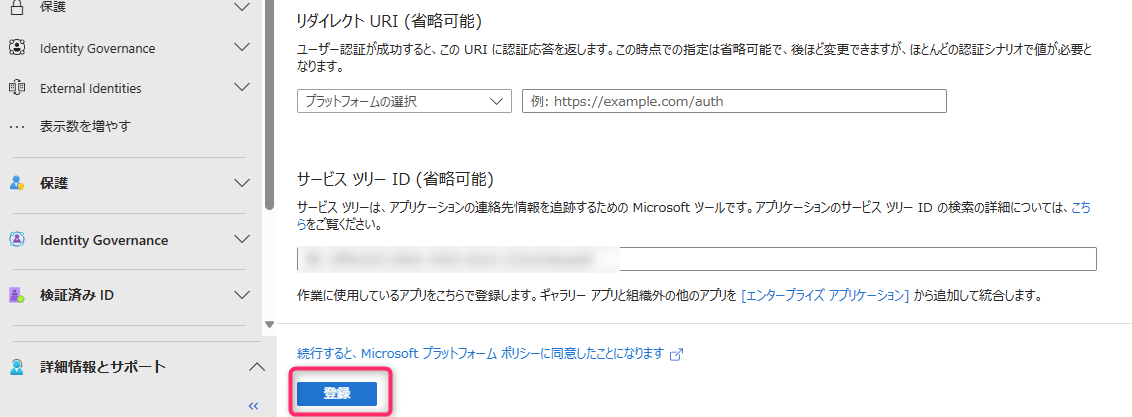 保護
Identity Governance
External Identities
表示数を増やす
保護
Identity Governance
検証済み ID
詳細情報とサポート
リダイレクト URI (省略可能)
ユーザー認証が成功すると、この URI に認証応答を返します。この時点での指定は省略可能で、後ほど変更できますが、ほとんどの認証シナリオで値が必要と
なります。
プラットフォームの選択
例: https://example.com/auth
サービス ツリー ID (省略可能)
サービス ツリーは、アプリケーションの連絡先情報を追跡するための Microsoft ツールです。アプリケーションのサービス ツリー ID の検索の詳細については、こち
らをご覧ください。
作業に使用しているアプリをこちらで登録します。ギャラリー アプリと組織外の他のアプリを [エンタープライズ アプリケーション] から追加して統合します。
続行すると、Microsoft プラットフォーム ポリシーに同意したことになります
登録